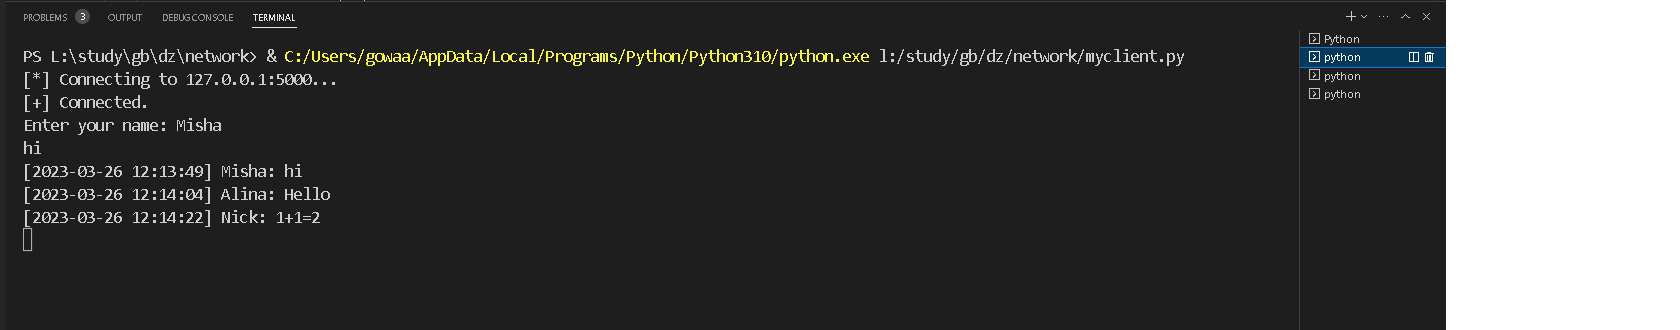 PROBLEMS 3 OUTPUT DEBUG CONSOLE TERMINAL
PS L:\study\gb\dz\network> & C:/Users/gowaa/AppData/Local/Programs/Python/Python310/python.exe l:/study/gb/dz/network/myclient.py
[*] Connecting to 127.0.0.1:5000...
[+] Connected.
Enter your name: Misha
hi
[2023-03-26 12:13:49] Misha: hi
[2023-03-26 12:14:04] Alina: Hello
[2023-03-26 12:14:22] Nick: 1+1=2
Python
python
python
python